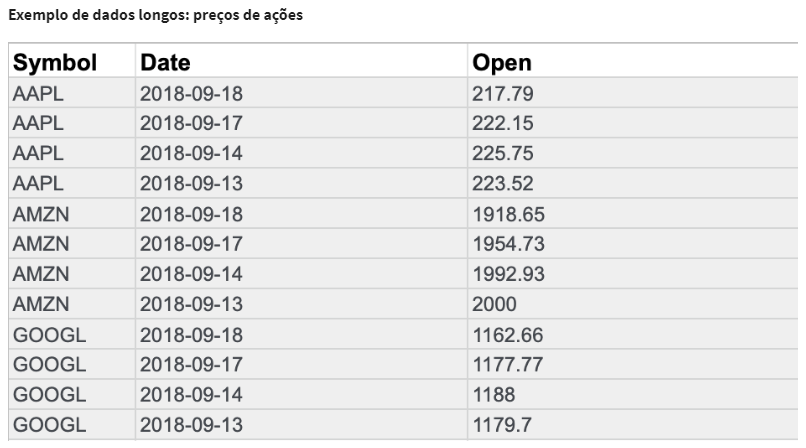 Exemplo de dados longos: preços de ações
Symbol Date Open
AAPL 2018-09-18 217.79
AAPL 2018-09-17 222.15
AAPL 2018-09-14 225.75
AAPL 2018-09-13 223.52
AMZN 2018-09-18 1918.65
AMZN 2018-09-17 1954.73
AMZN 2018-09-14 1992.93
AMZN 2018-09-13 2000
GOOGL 2018-09-18 1162.66
GOOGL 2018-09-17 1177.77
GOOGL 2018-09-14 1188
GOOGL 2018-09-13 1179.7